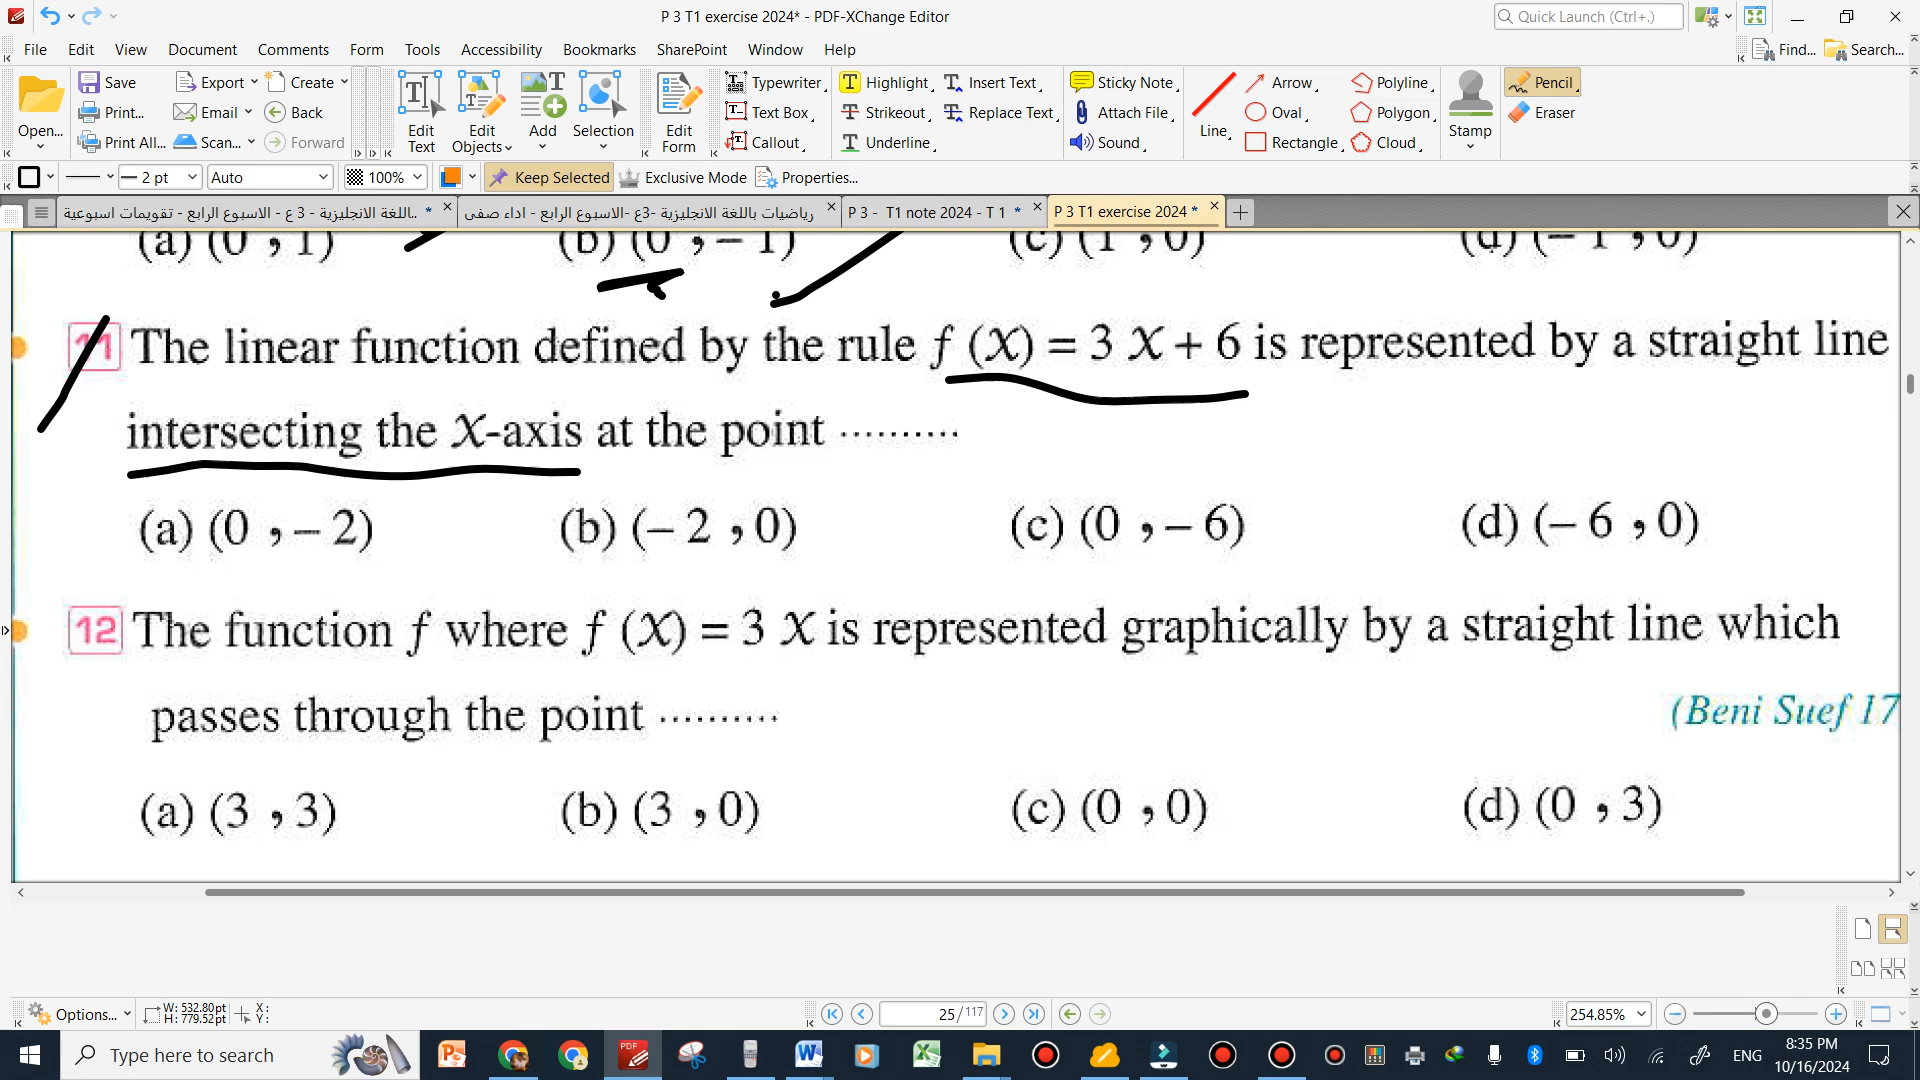 P 3 T1 exercise 2024* - PDF-XChange Editor
Quick Launch (Ctrl+.)
File Edit View Document Comments Form Tools Accessibility Bookmarks SharePoint Window Help
Find... Search...
Open... Save Export Create
Print... Email Back
Print All... Scan... Forward
Edit Text Edit Objects Add Selection Edit Form
Typewriter Highlight Insert Text Sticky Note
Text Box Strikeout Replace Text Attach File
Callout Underline Sound
Line Arrow Polyline
Oval Polygon
Rectangle Cloud
Stamp Pencil
Eraser
2 pt Auto 100% Keep Selected Exclusive Mode Properties...
اللغة الانجليزية - 3 ع - الاسبوع الرابع - تقويمات اسبوعية... *
رياضيات باللغة الانجليزية -3ع -الاسبوع الرابع - اداء صفى
P 3 - T1 note 2024 - T 1 *
P 3 T1 exercise 2024 *
(a) (0 , 1) (b) (0 , – 1) (c) (1 , 0) (d) (– 1 , 0)
11 The linear function defined by the rule f (X) = 3 X + 6 is represented by a straight line
intersecting the X-axis at the point ··········
(a) (0 , – 2) (b) (– 2 , 0) (c) (0 , – 6) (d) (– 6 , 0)
12 The function f where f (X) = 3 X is represented graphically by a straight line which
passes through the point ··········
(Beni Suef 17
(a) (3 , 3) (b) (3 , 0) (c) (0 , 0) (d) (0 , 3)
Options... W: 532.80pt X:
H: 779.52pt Y:
25 / 117
254.85%
Type here to search
ENG
8:35 PM
10/16/2024